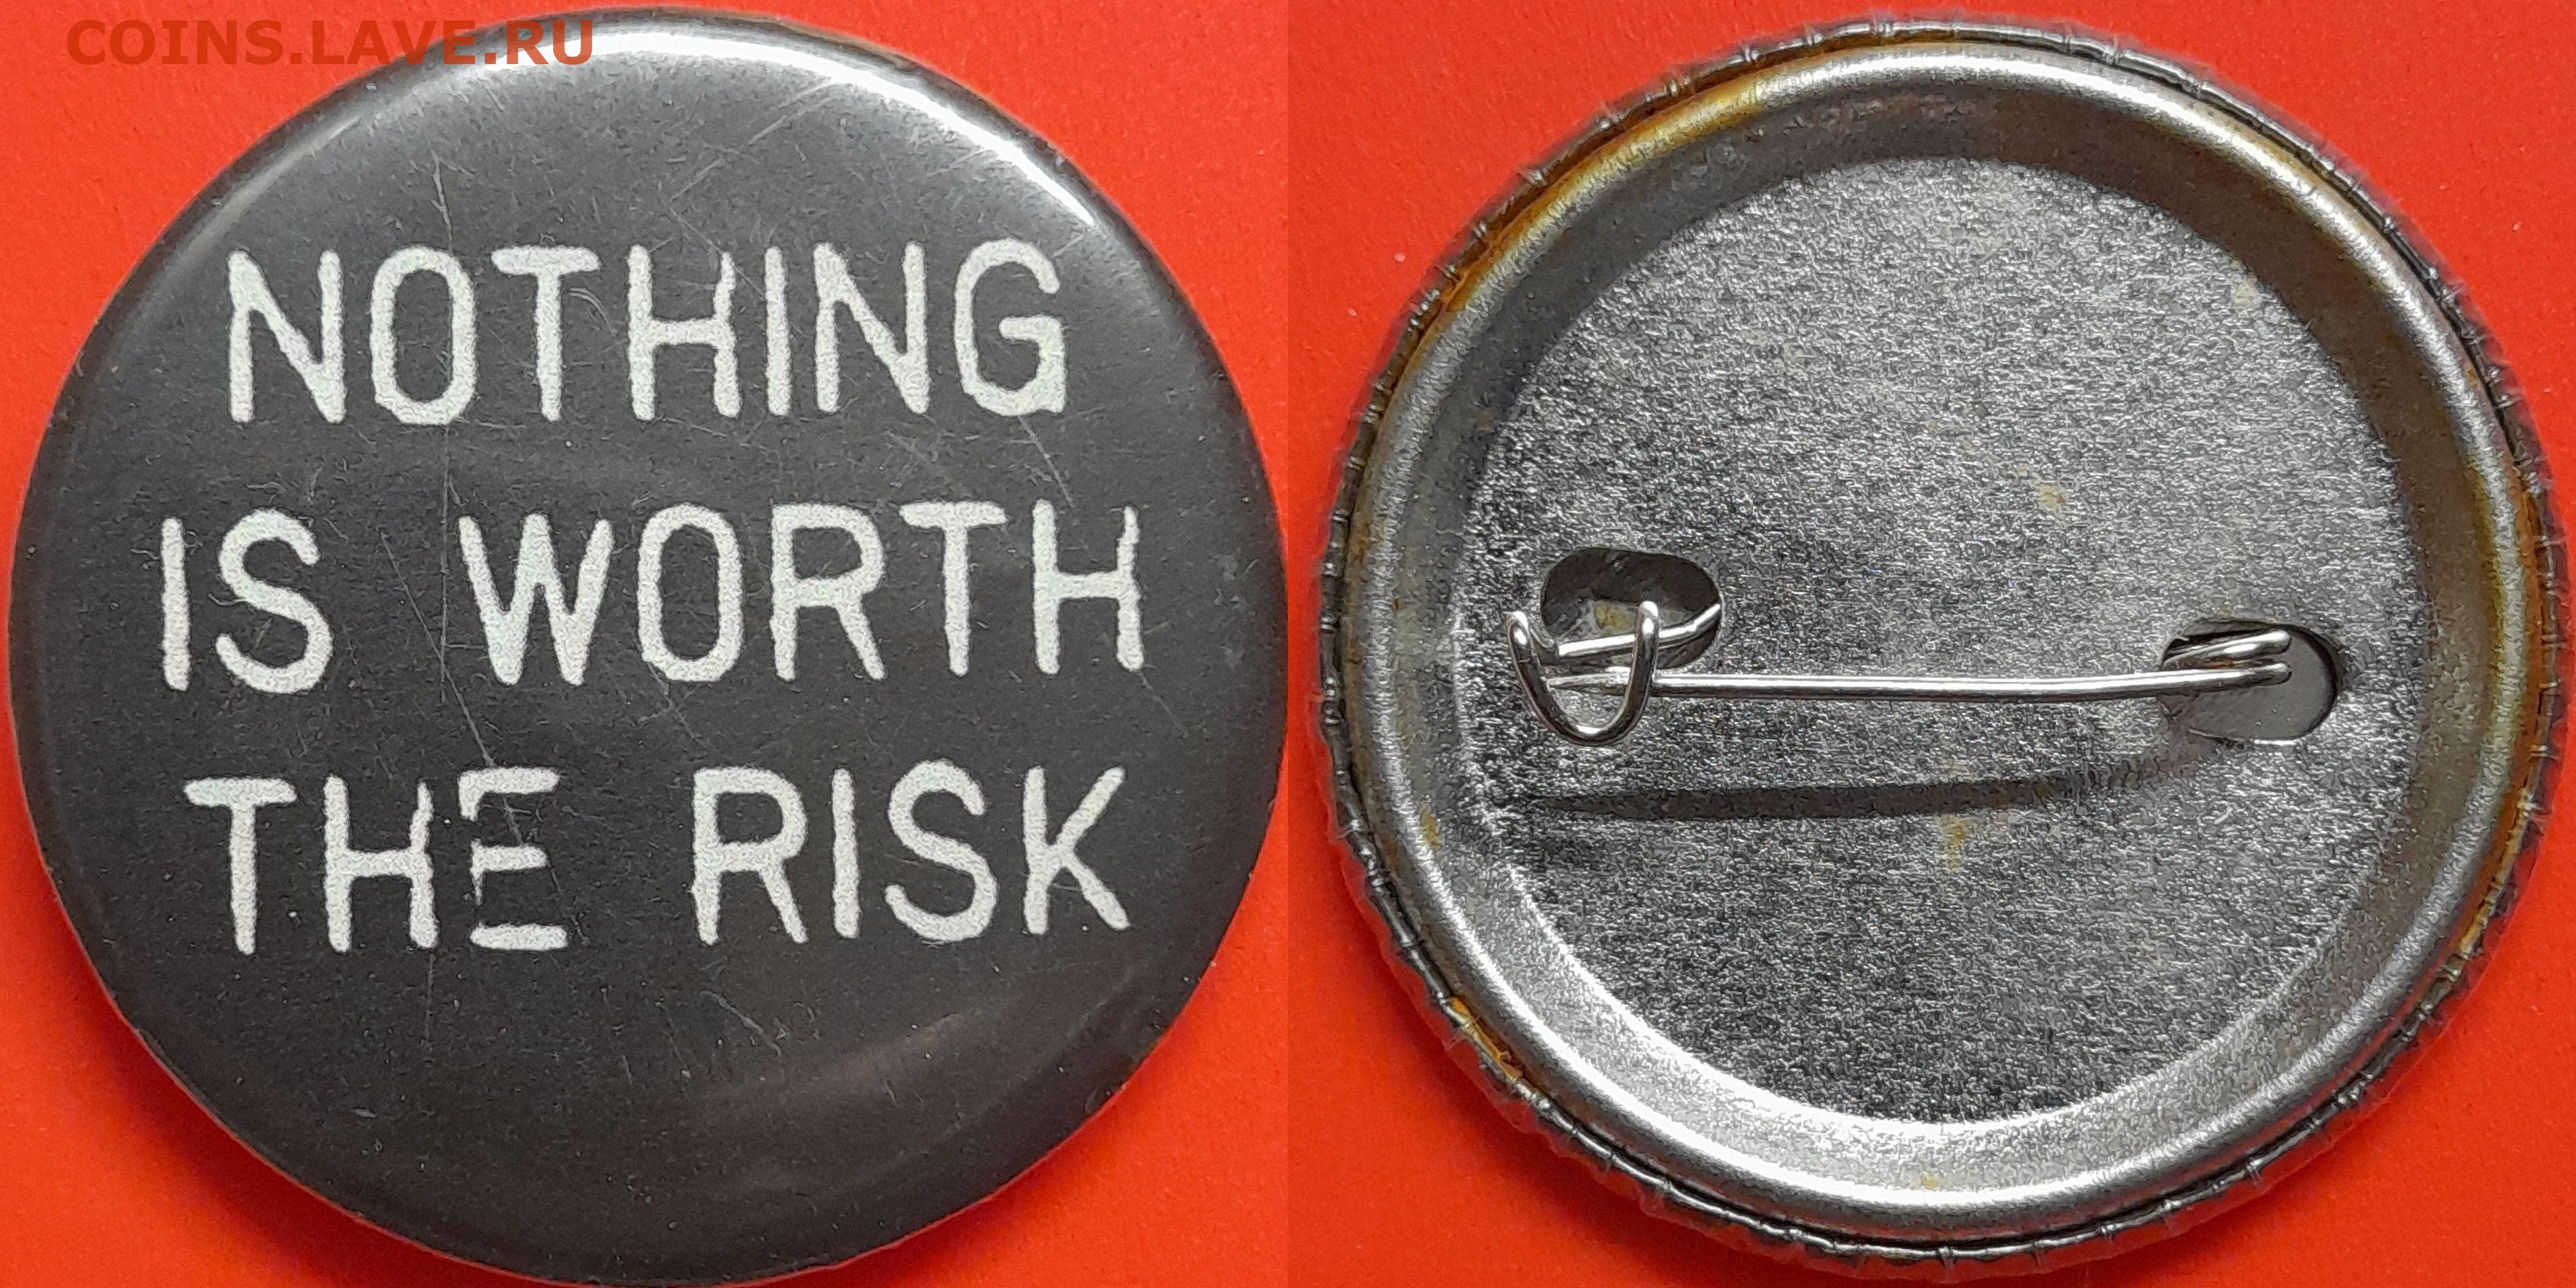 COINS.LAVE.RU
NOTHING
IS WORTH
THE RISK